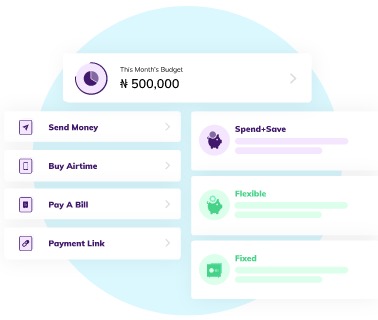 This Month's Budget
₦ 500,000
Send Money
Buy Airtime
Pay A Bill
Payment Link
Spend+Save
Flexible
Fixed